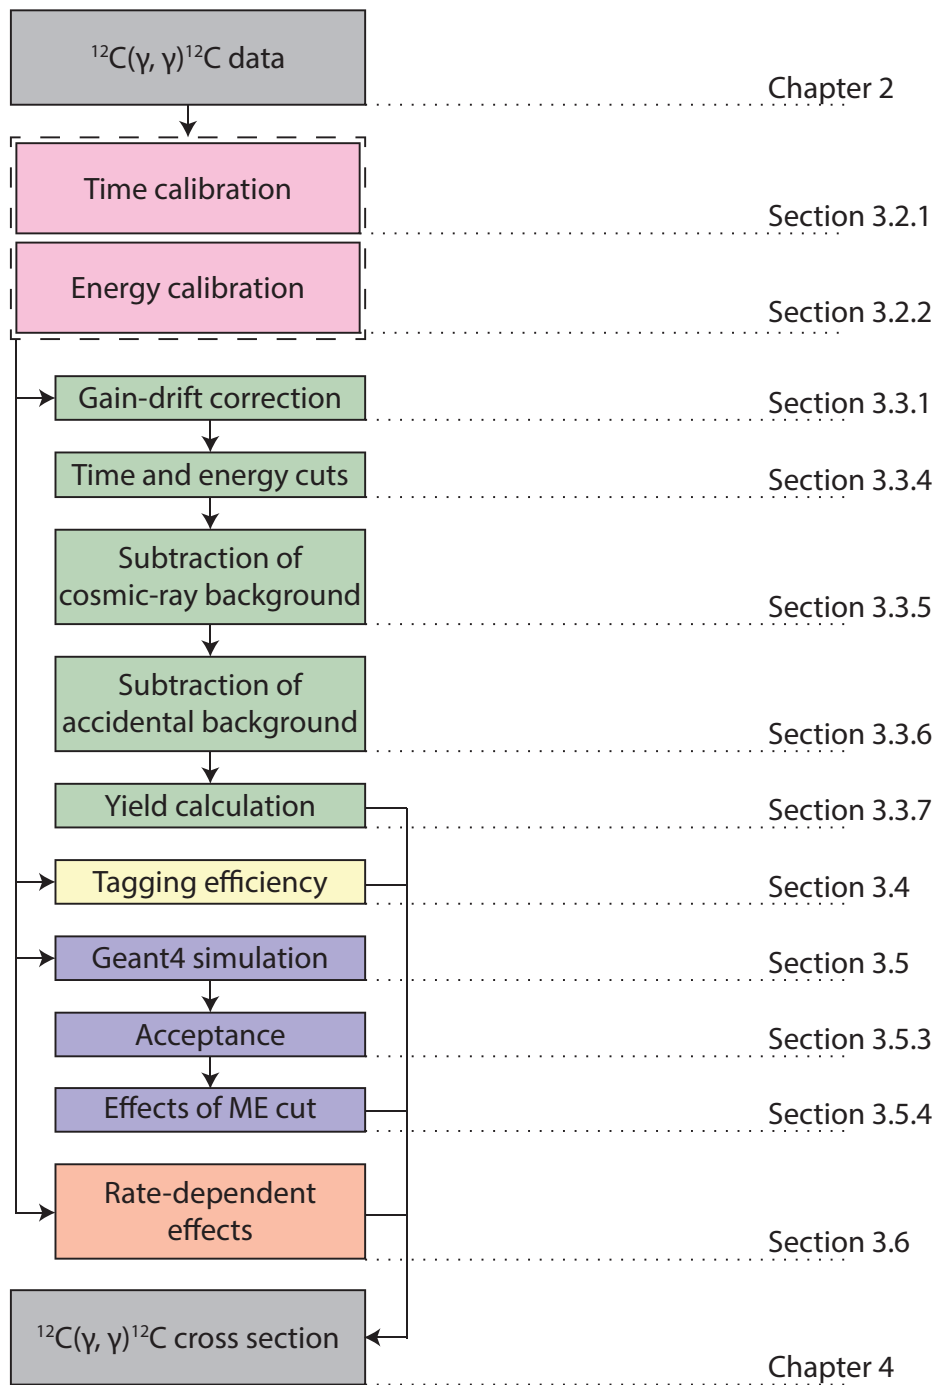 ¹²C(γ, γ)¹²C data
Chapter 2
Time calibration
Section 3.2.1
Energy calibration
Section 3.2.2
Gain-drift correction
Section 3.3.1
Time and energy cuts
Section 3.3.4
Subtraction of
cosmic-ray background
Section 3.3.5
Subtraction of
accidental background
Section 3.3.6
Yield calculation
Section 3.3.7
Tagging efficiency
Section 3.4
Geant4 simulation
Section 3.5
Acceptance
Section 3.5.3
Effects of ME cut
Section 3.5.4
Rate-dependent
effects
Section 3.6
¹²C(γ, γ)¹²C cross section
Chapter 4